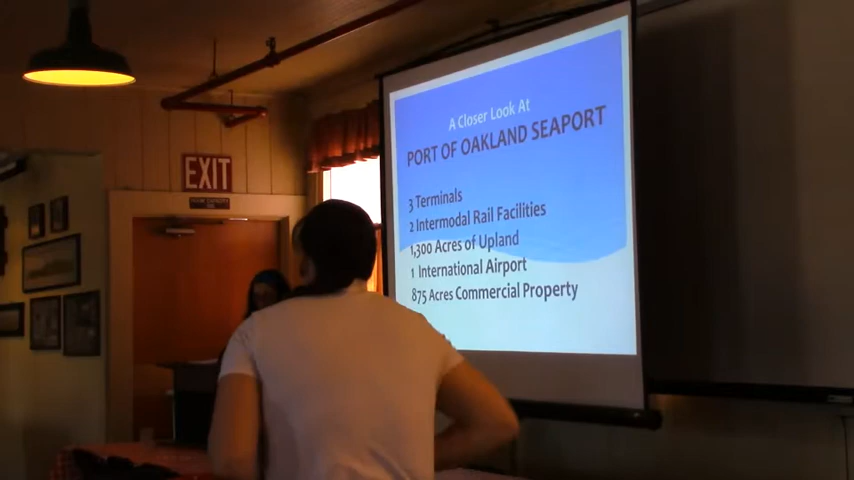 EXIT
A Closer Look At
PORT OF OAKLAND SEAPORT
3 Terminals
2 Intermodal Rail Facilities
1,300 Acres of Upland
1 International Airport
875 Acres Commercial Property